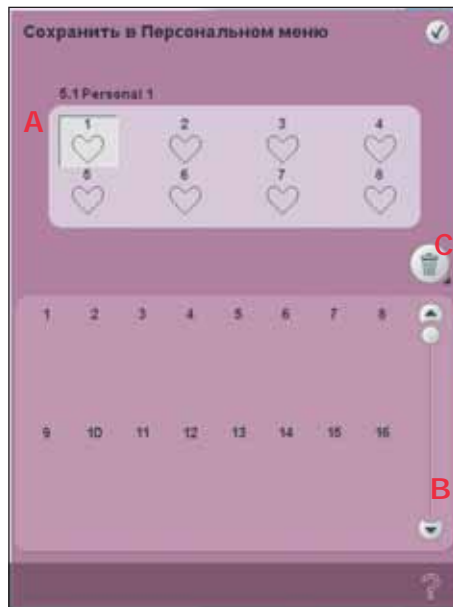 Сохранить в Персональном меню
5.1 Personal 1
A
1 2 3 4
5 6 7 8
C
1 2 3 4 5 6 7 8
9 10 11 12 13 14 15 16
B
?